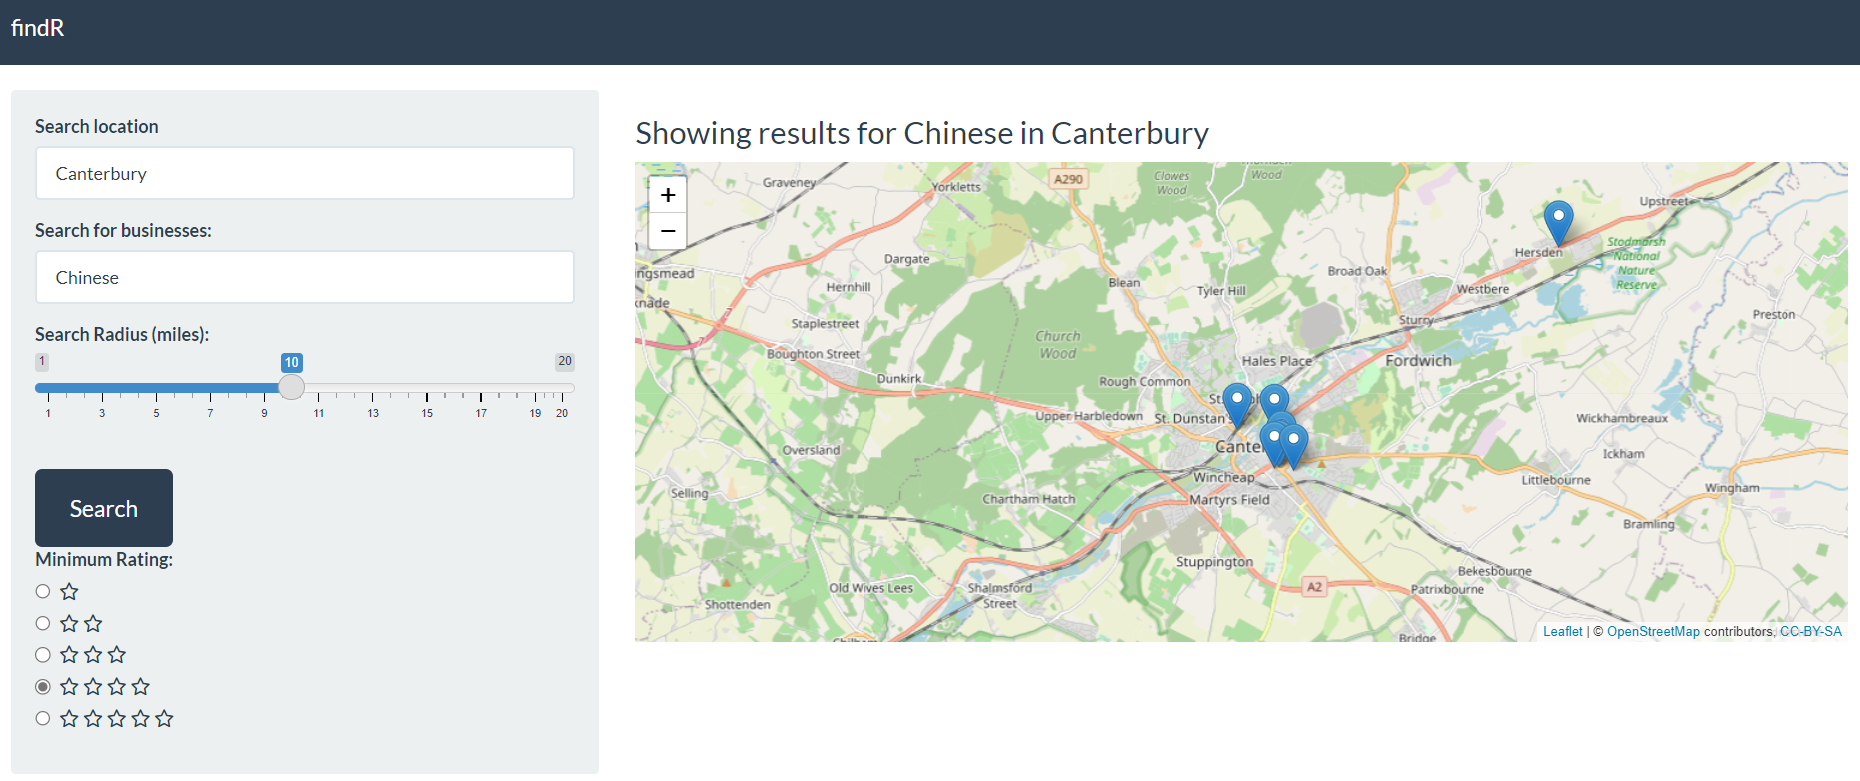 findR
Search location
Canterbury
Search for businesses:
Chinese
Search Radius (miles):
1 10 20
1 3 5 7 9 11 13 15 17 19 20
Search
Minimum Rating:
Showing results for Chinese in Canterbury
+
−
Graveney
Yorkletts
A290
Clowes
Wood
Wood
Upstreet
Hersden
Stodmarsh
National
Nature
Reserve
Dargate
Broad Oak
Blean
Hernhill
Tyler Hill
Westbere
Preston
Staplestreet
Sturry
Church
Wood
Boughton Street
Hales Place
Fordwich
Dunkirk
Rough Common
Upper Harbledown
St. Dunstan's
Wickhambreaux
Oversland
Ickham
Wincheap
Littlebourne
Selling
Chartham Hatch
Martyrs Field
Wingham
Bramling
Stuppington
Bekesbourne
Old Wives Lees
Shalmsford
Street
A2
Patrixbourne
Shottenden
Bridge
Leaflet | © OpenStreetMap contributors, CC-BY-SA